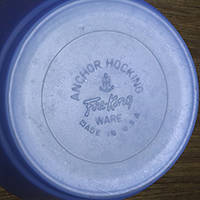 ANCHOR HOCKING
Fire-King
WARE
MADE IN U.S.A.